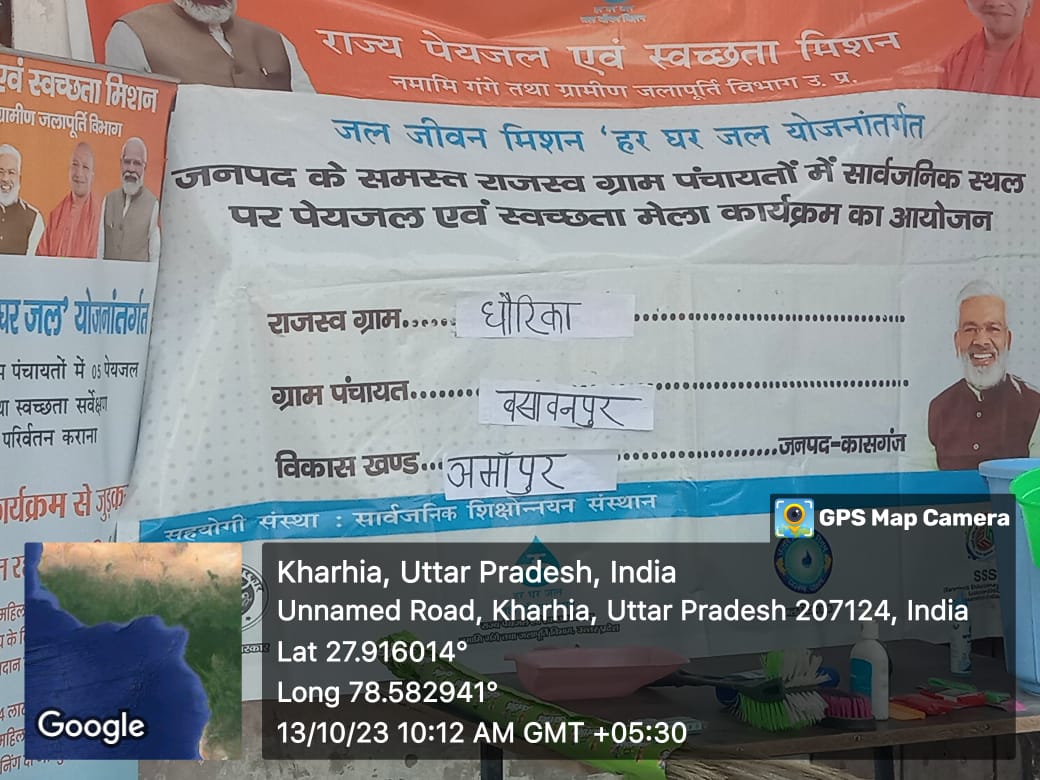 राज्य पेयजल एवं स्वच्छता मिशन
नमामि गंगे तथा ग्रामीण जलापूर्ति विभाग उ. प्र.
जल जीवन मिशन 'हर घर जल योजनांतर्गत
जनपद के समस्त राजस्व ग्राम पंचायतों में सार्वजनिक स्थल
पर पेयजल एवं स्वच्छता मेला कार्यक्रम का आयोजन
राजस्व ग्राम..... धौरिका
ग्राम पंचायत....... बसावनपुर
विकास खण्ड... अमाँपुर .....जनपद-कासगंज
सहयोगी संस्था : सार्वजनिक शिक्षोन्नयन संस्थान
एवं स्वच्छता मिशन
ग्रामीण जलापूर्ति विभाग
घर जल' योजनांतर्गत
पंचायतों में 05 पेयजल
स्वच्छता सर्वेक्षण
परिवर्तन कराना
कार्यक्रम से जुड़क
हर घर जल
SSS
GPS Map Camera
Kharhia, Uttar Pradesh, India
Unnamed Road, Kharhia, Uttar Pradesh 207124, India
Lat 27.916014°
Long 78.582941°
13/10/23 10:12 AM GMT +05:30
Google